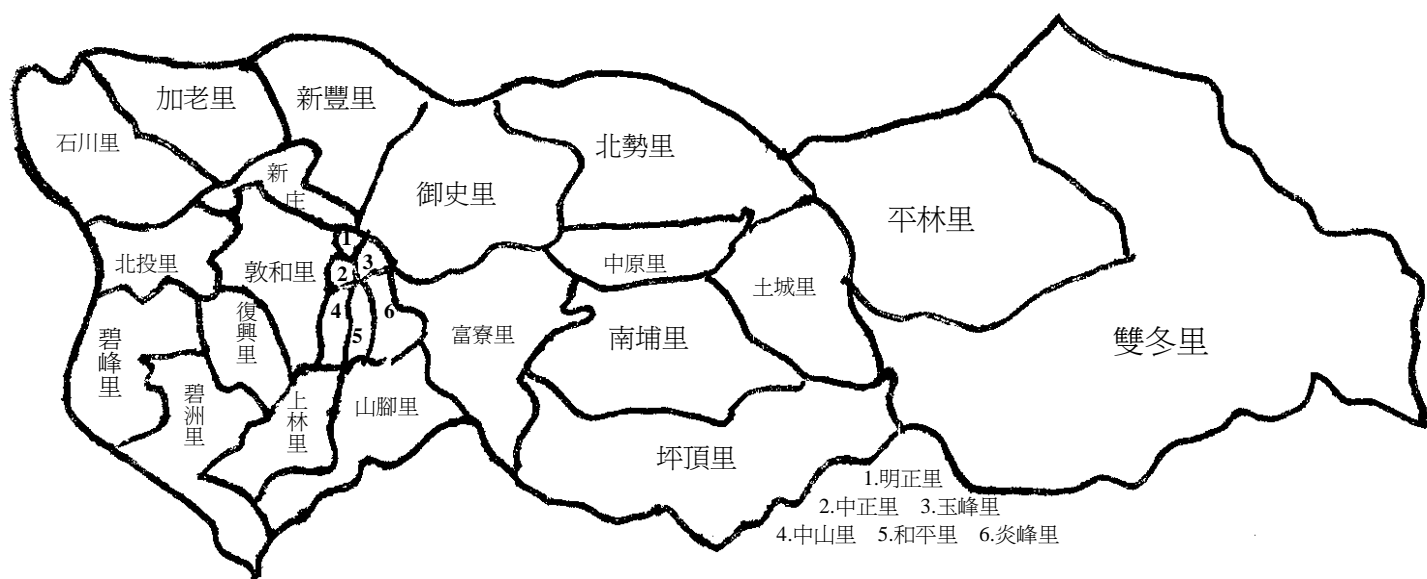 加老里
新豐里
石川里
北勢里
新庄
御史里
平林里
1
北投里
敦和里
2
3
中原里
土城里
復興里
4
5
6
富寮里
南埔里
雙冬里
碧峰里
碧洲里
上林里
山腳里
坪頂里
1.明正里
2.中正里 3.玉峰里
4.中山里 5.和平里 6.炎峰里